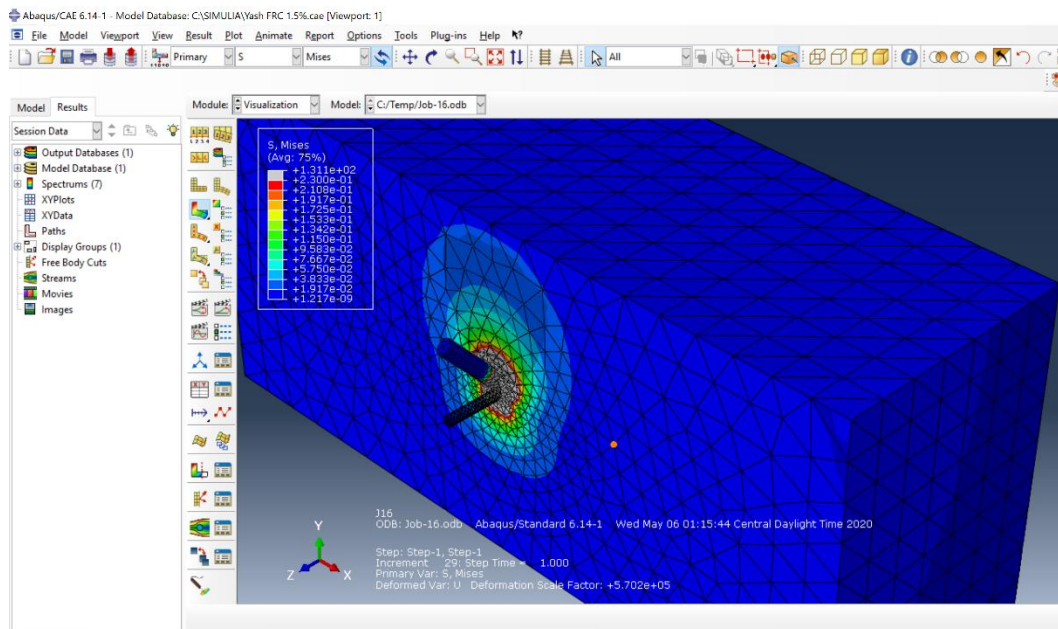 Abaqus/CAE 6.14-1 - Model Database: C:\SIMULIA\Yash FRC 1.5%.cae [Viewport: 1]
File Model Viewport View Result Plot Animate Report Options Tools Plug-ins Help
Primary S Mises All
Model Results
Module: Visualization Model: C:/Temp/Job-16.odb
Session Data
Output Databases (1)
Model Database (1)
Spectrums (7)
XYPlots
XYData
Paths
Display Groups (1)
Free Body Cuts
Streams
Movies
Images
S, Mises
(Avg: 75%)
+1.311e+02
+2.300e-01
+2.108e-01
+1.917e-01
+1.725e-01
+1.533e-01
+1.342e-01
+1.150e-01
+9.583e-02
+7.667e-02
+5.750e-02
+3.833e-02
+1.917e-02
+1.217e-09
J16
ODB: Job-16.odb Abaqus/Standard 6.14-1 Wed May 06 01:15:44 Central Daylight Time 2020
Y
Z X
Step: Step-1, Step-1
Increment 29: Step Time = 1.000
Primary Var: S, Mises
Deformed Var: U Deformation Scale Factor: +5.702e+05